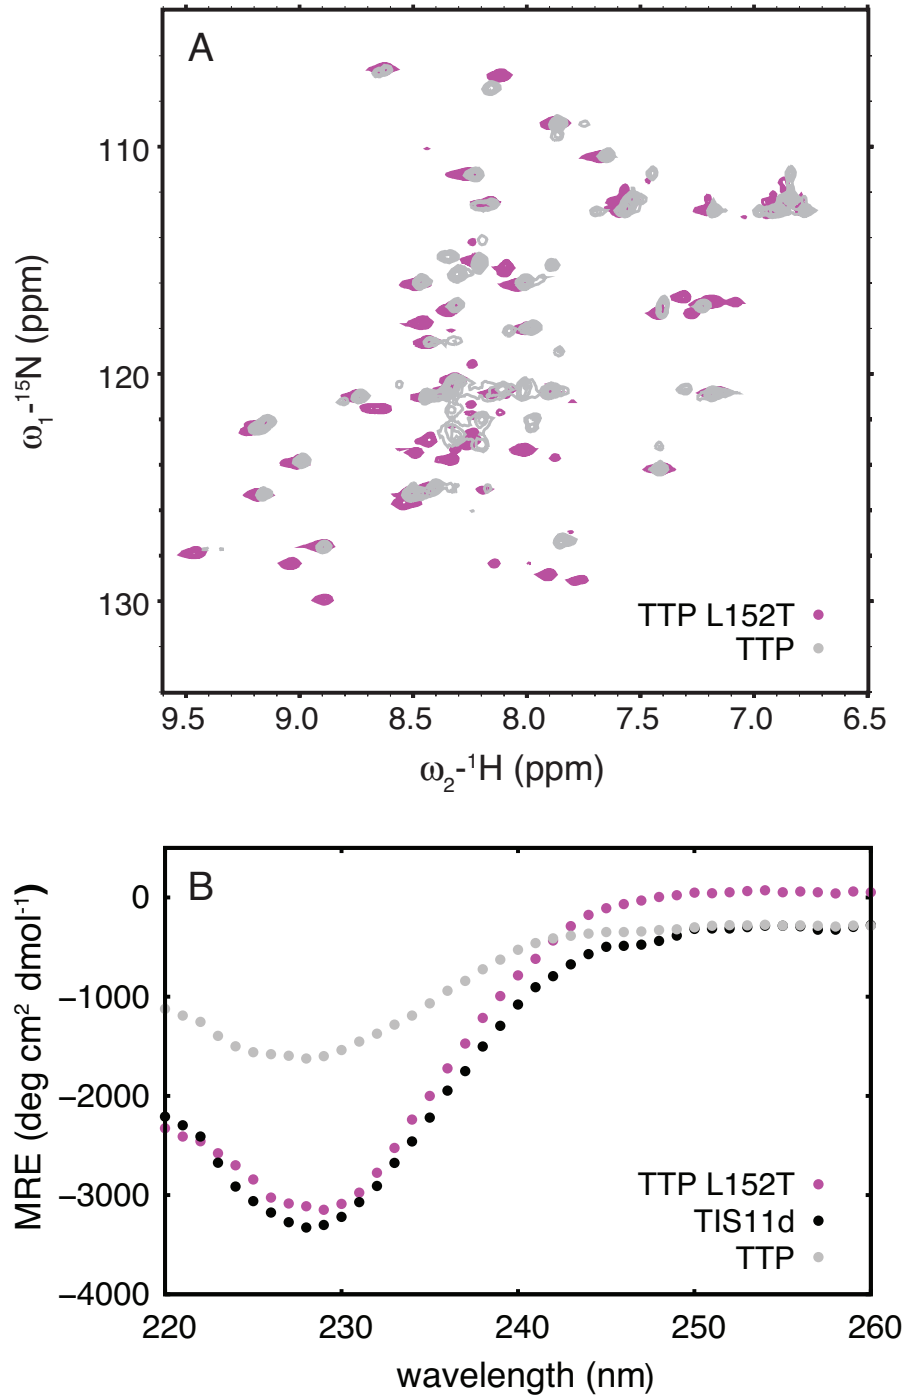 A
110
120
130
ω1-15N (ppm)
TTP L152T
TTP
9.5 9.0 8.5 8.0 7.5 7.0 6.5
ω2-1H (ppm)
B
0
−1000
−2000
−3000
−4000
MRE (deg cm2 dmol-1)
TTP L152T
TIS11d
TTP
220 230 240 250 260
wavelength (nm)